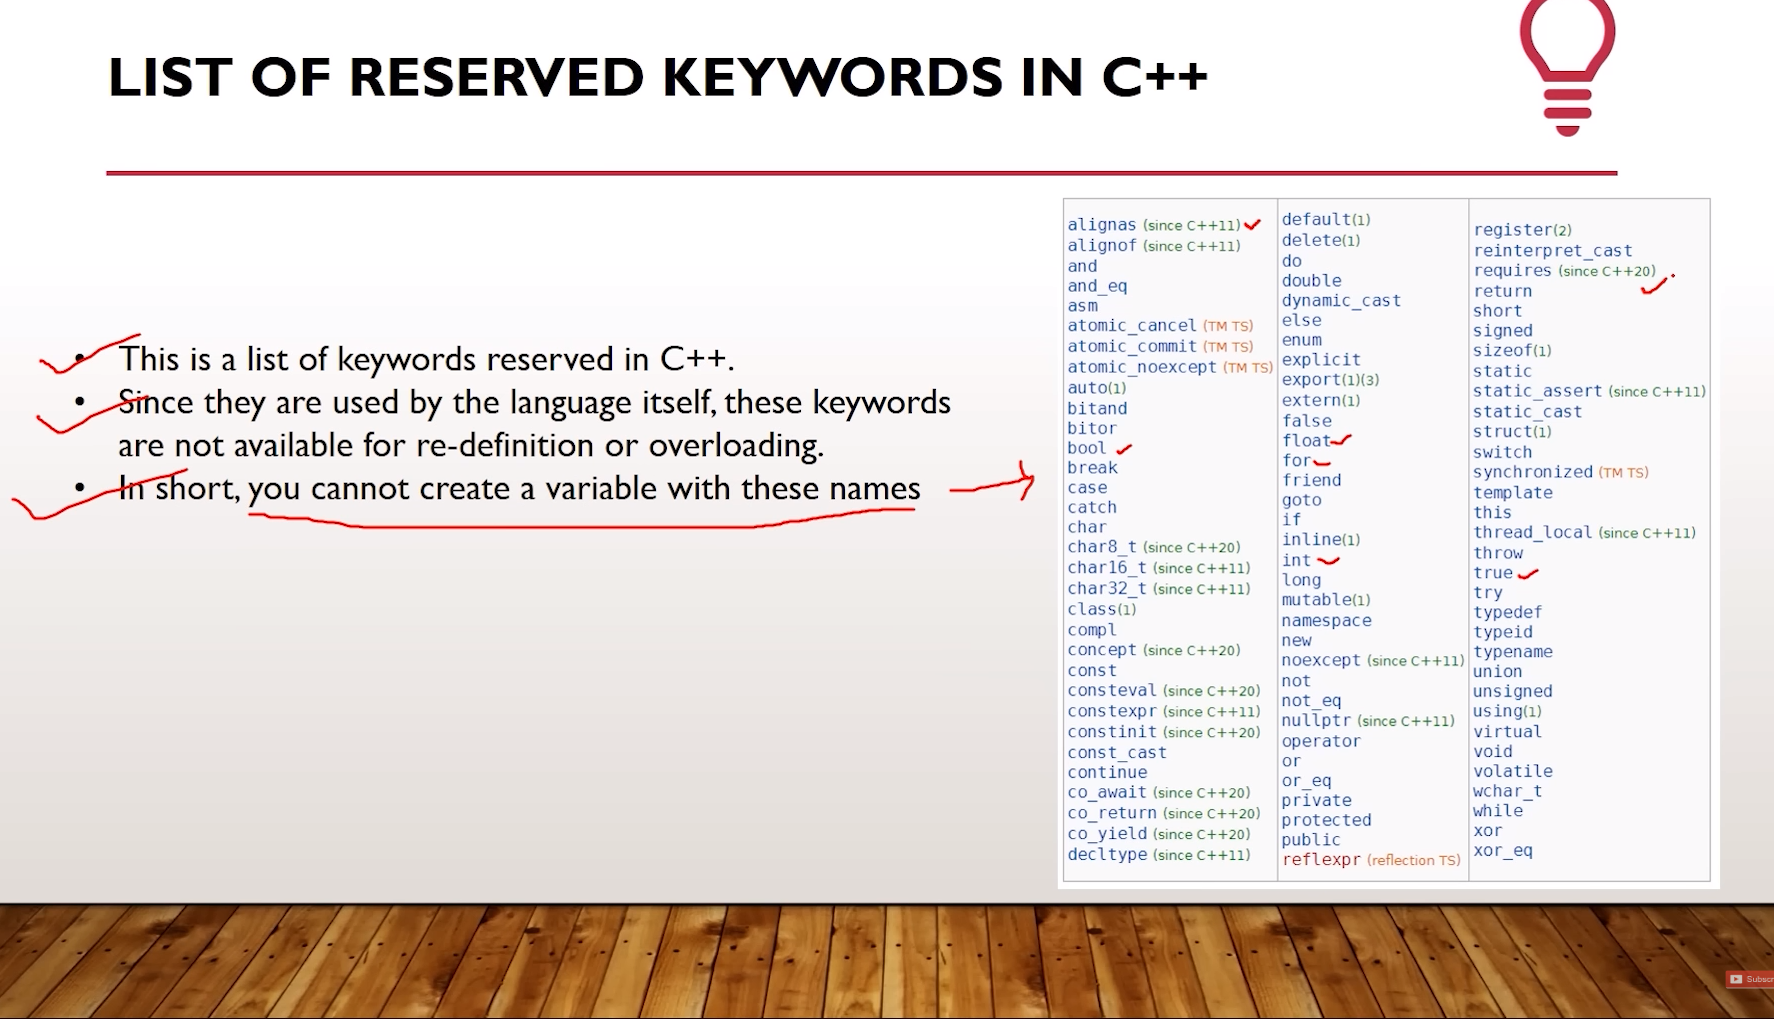 LIST OF RESERVED KEYWORDS IN C++
• This is a list of keywords reserved in C++.
• Since they are used by the language itself, these keywords
are not available for re-definition or overloading.
• In short, you cannot create a variable with these names
alignas (since C++11)
alignof (since C++11)
and
and_eq
asm
atomic_cancel (TM TS)
atomic_commit (TM TS)
atomic_noexcept (TM TS)
auto(1)
bitand
bitor
bool
break
case
catch
char
char8_t (since C++20)
char16_t (since C++11)
char32_t (since C++11)
class(1)
compl
concept (since C++20)
const
consteval (since C++20)
constexpr (since C++11)
constinit (since C++20)
const_cast
continue
co_await (since C++20)
co_return (since C++20)
co_yield (since C++20)
decltype (since C++11)
default(1)
delete(1)
do
double
dynamic_cast
else
enum
explicit
export(1)(3)
extern(1)
false
float
for
friend
goto
if
inline(1)
int
long
mutable(1)
namespace
new
noexcept (since C++11)
not
not_eq
nullptr (since C++11)
operator
or
or_eq
private
protected
public
reflexpr (reflection TS)
register(2)
reinterpret_cast
requires (since C++20)
return
short
signed
sizeof(1)
static
static_assert (since C++11)
static_cast
struct(1)
switch
synchronized (TM TS)
template
this
thread_local (since C++11)
throw
true
try
typedef
typeid
typename
union
unsigned
using(1)
virtual
void
volatile
wchar_t
while
xor
xor_eq